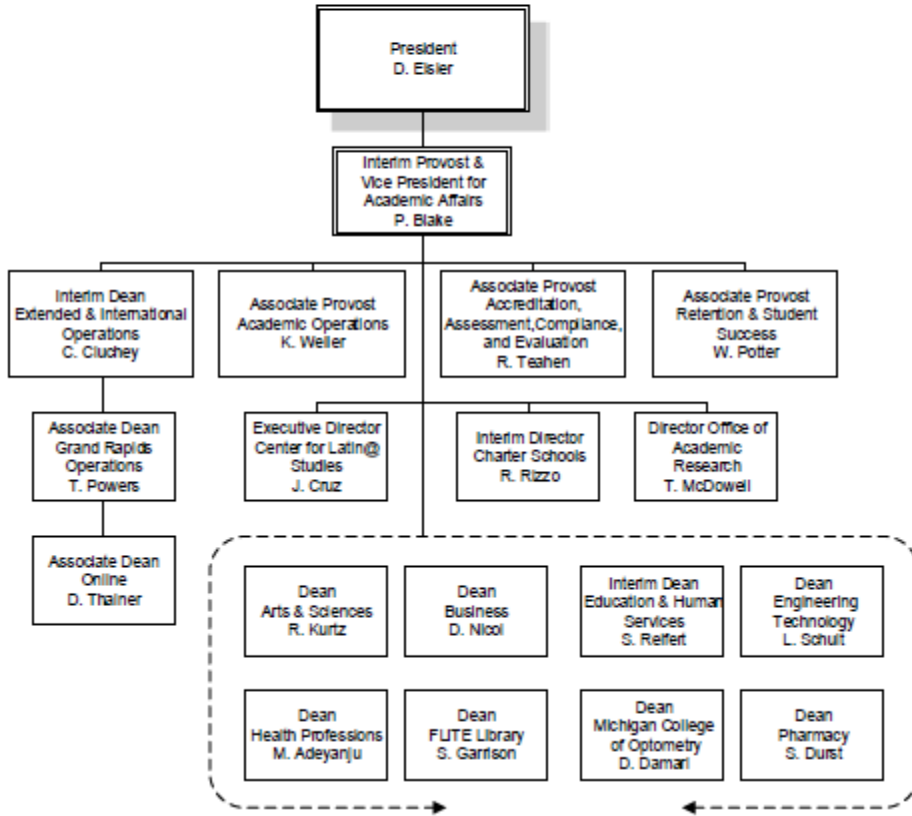 President
D. Eisler
Interim Provost &
Vice President for
Academic Affairs
P. Blake
Interim Dean
Extended & International
Operations
C. Cluchey
Associate Provost
Academic Operations
K. Weller
Associate Provost
Accreditation,
Assessment,Compliance,
and Evaluation
R. Teahen
Associate Provost
Retention & Student
Success
W. Potter
Associate Dean
Grand Rapids
Operations
T. Powers
Executive Director
Center for Latin@
Studies
J. Cruz
Interim Director
Charter Schools
R. Rizzo
Director Office of
Academic
Research
T. McDowell
Associate Dean
Online
D. Thalner
Dean
Arts & Sciences
R. Kurtz
Dean
Business
D. Nicol
Interim Dean
Education & Human
Services
S. Reifert
Dean
Engineering
Technology
L. Schult
Dean
Health Professions
M. Adeyanju
Dean
FLITE Library
S. Garrison
Dean
Michigan College
of Optometry
D. Damari
Dean
Pharmacy
S. Durst